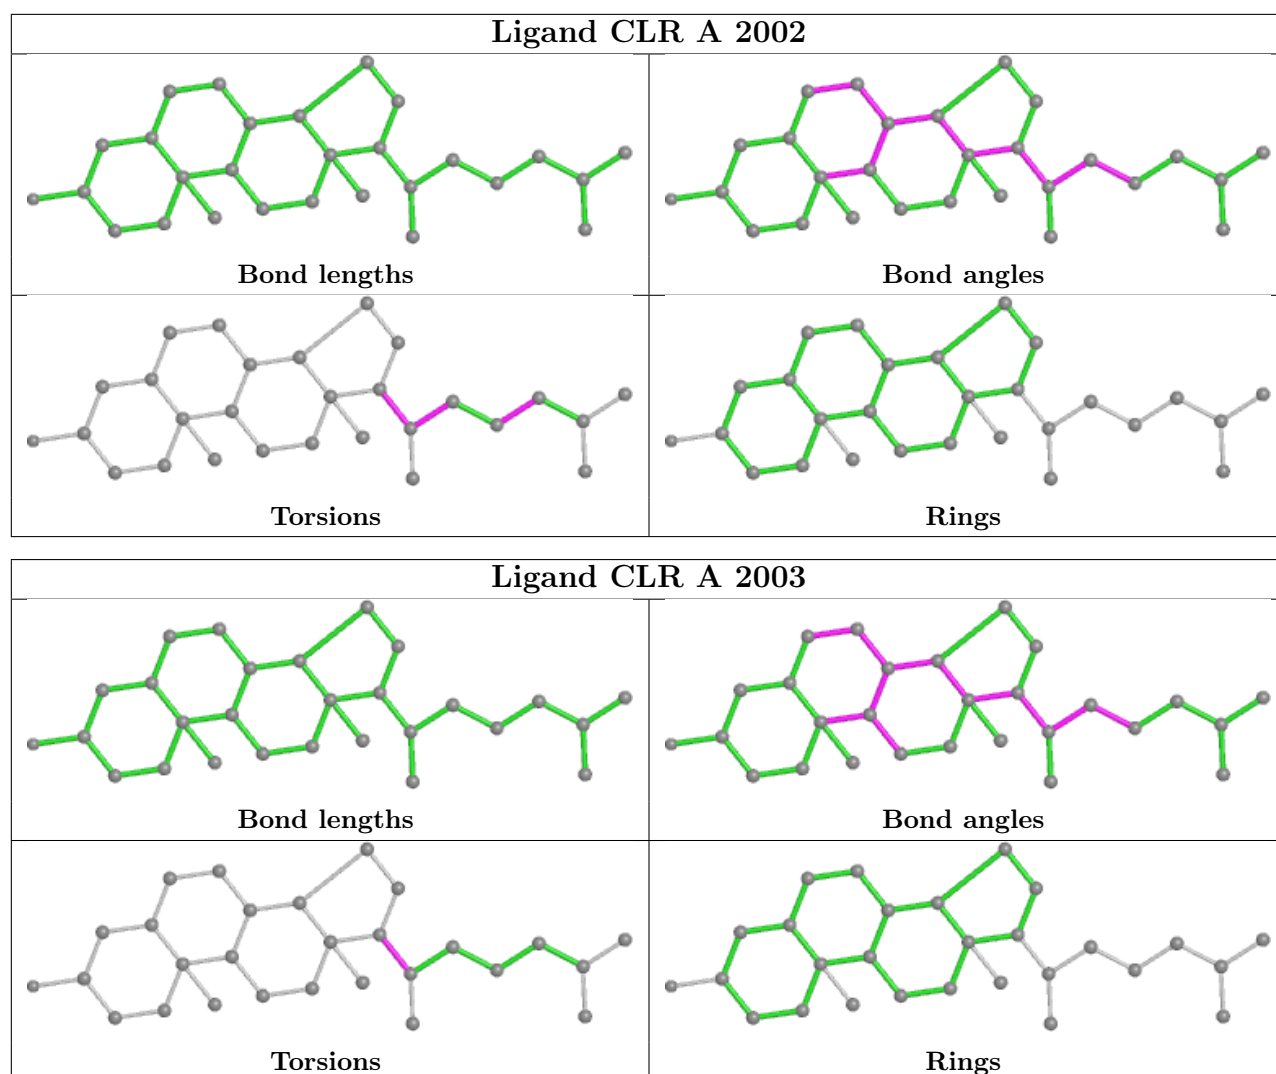 Ligand CLR A 2002
Bond lengths
Bond angles
Torsions
Rings
Ligand CLR A 2003
Bond lengths
Bond angles
Torsions
Rings